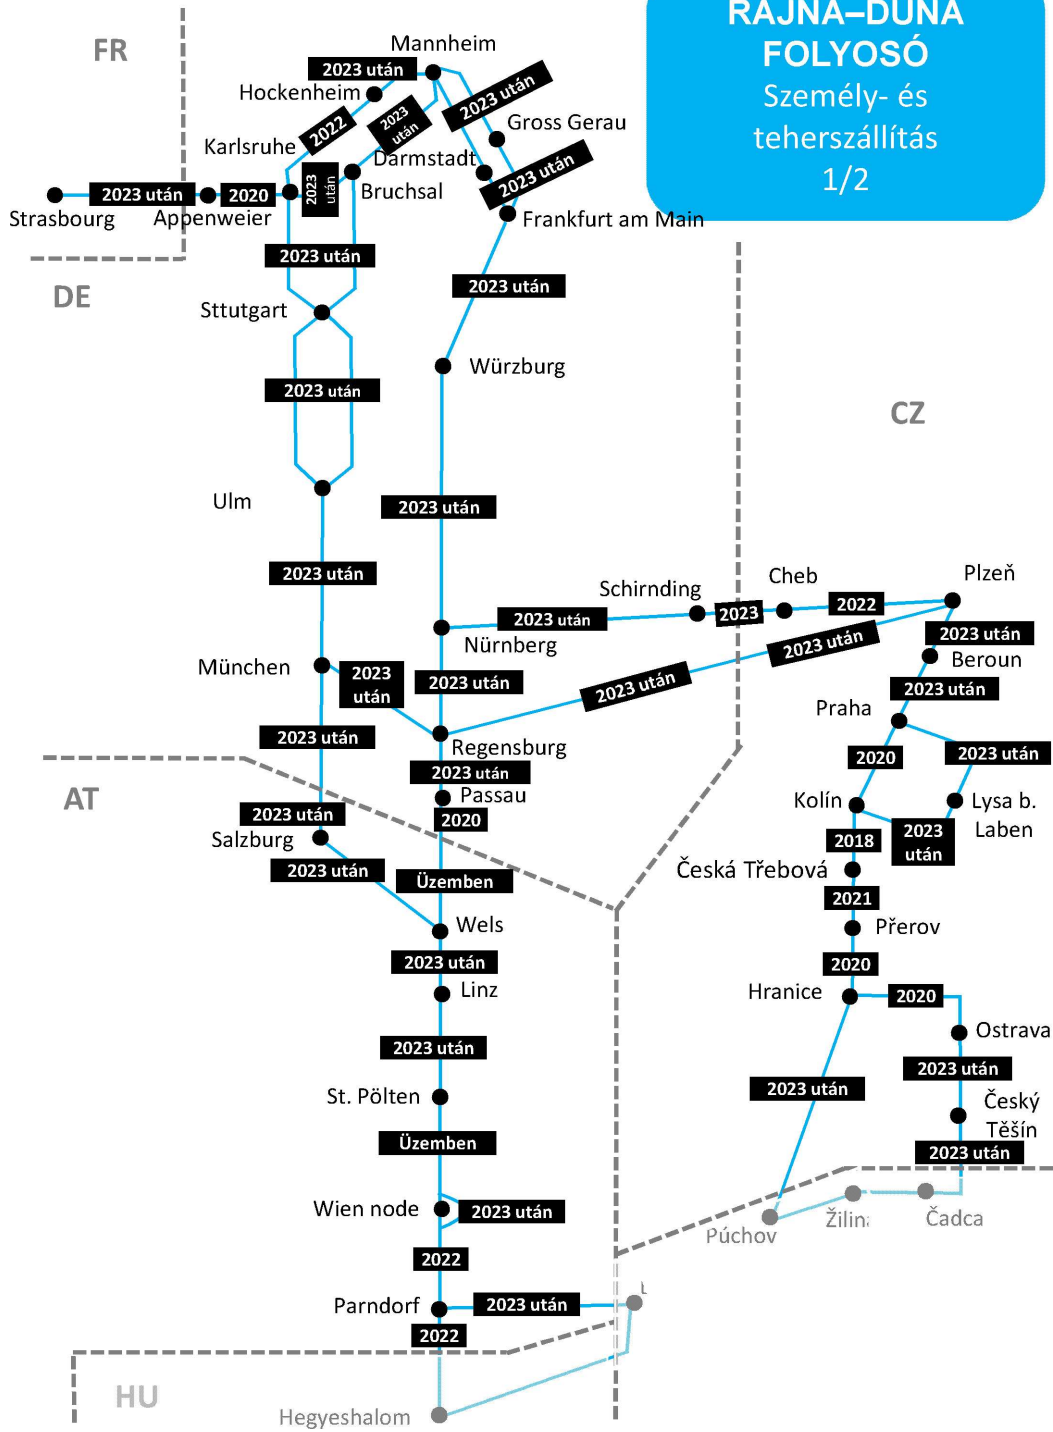 RAJNA–DUNA
FOLYOSÓ
Személy- és
teherszállítás
1/2
FR
Mannheim
2023 után
Hockenheim
2023 után
2022
2023
után
Gross Gerau
Karlsruhe
Darmstadt
2023 után
2023 után
2020
2023
után
Bruchsal
Strasbourg
Appenweier
Frankfurt am Main
2023 után
2023 után
DE
Sttutgart
Würzburg
2023 után
CZ
Ulm
2023 után
2023 után
Schirnding
Cheb
Plzeň
2023 után
2023
2022
Nürnberg
2023 után
2023 után
Beroun
München
2023
után
2023 után
2023 után
2023 után
Praha
2023 után
Regensburg
2020
2023 után
2023 után
AT
Passau
Kolín
Lysa b.
Laben
2023 után
2020
Salzburg
2018
2023
után
2023 után
Üzemben
Česká Třebová
2021
Wels
Přerov
2023 után
2020
Linz
Hranice
2020
Ostrava
2023 után
2023 után
2023 után
St. Pölten
Český
Těšín
Üzemben
2023 után
Wien node
2023 után
Žilin
Čadca
Púchov
2022
Parndorf
2023 után
2022
HU
Hegyeshalom